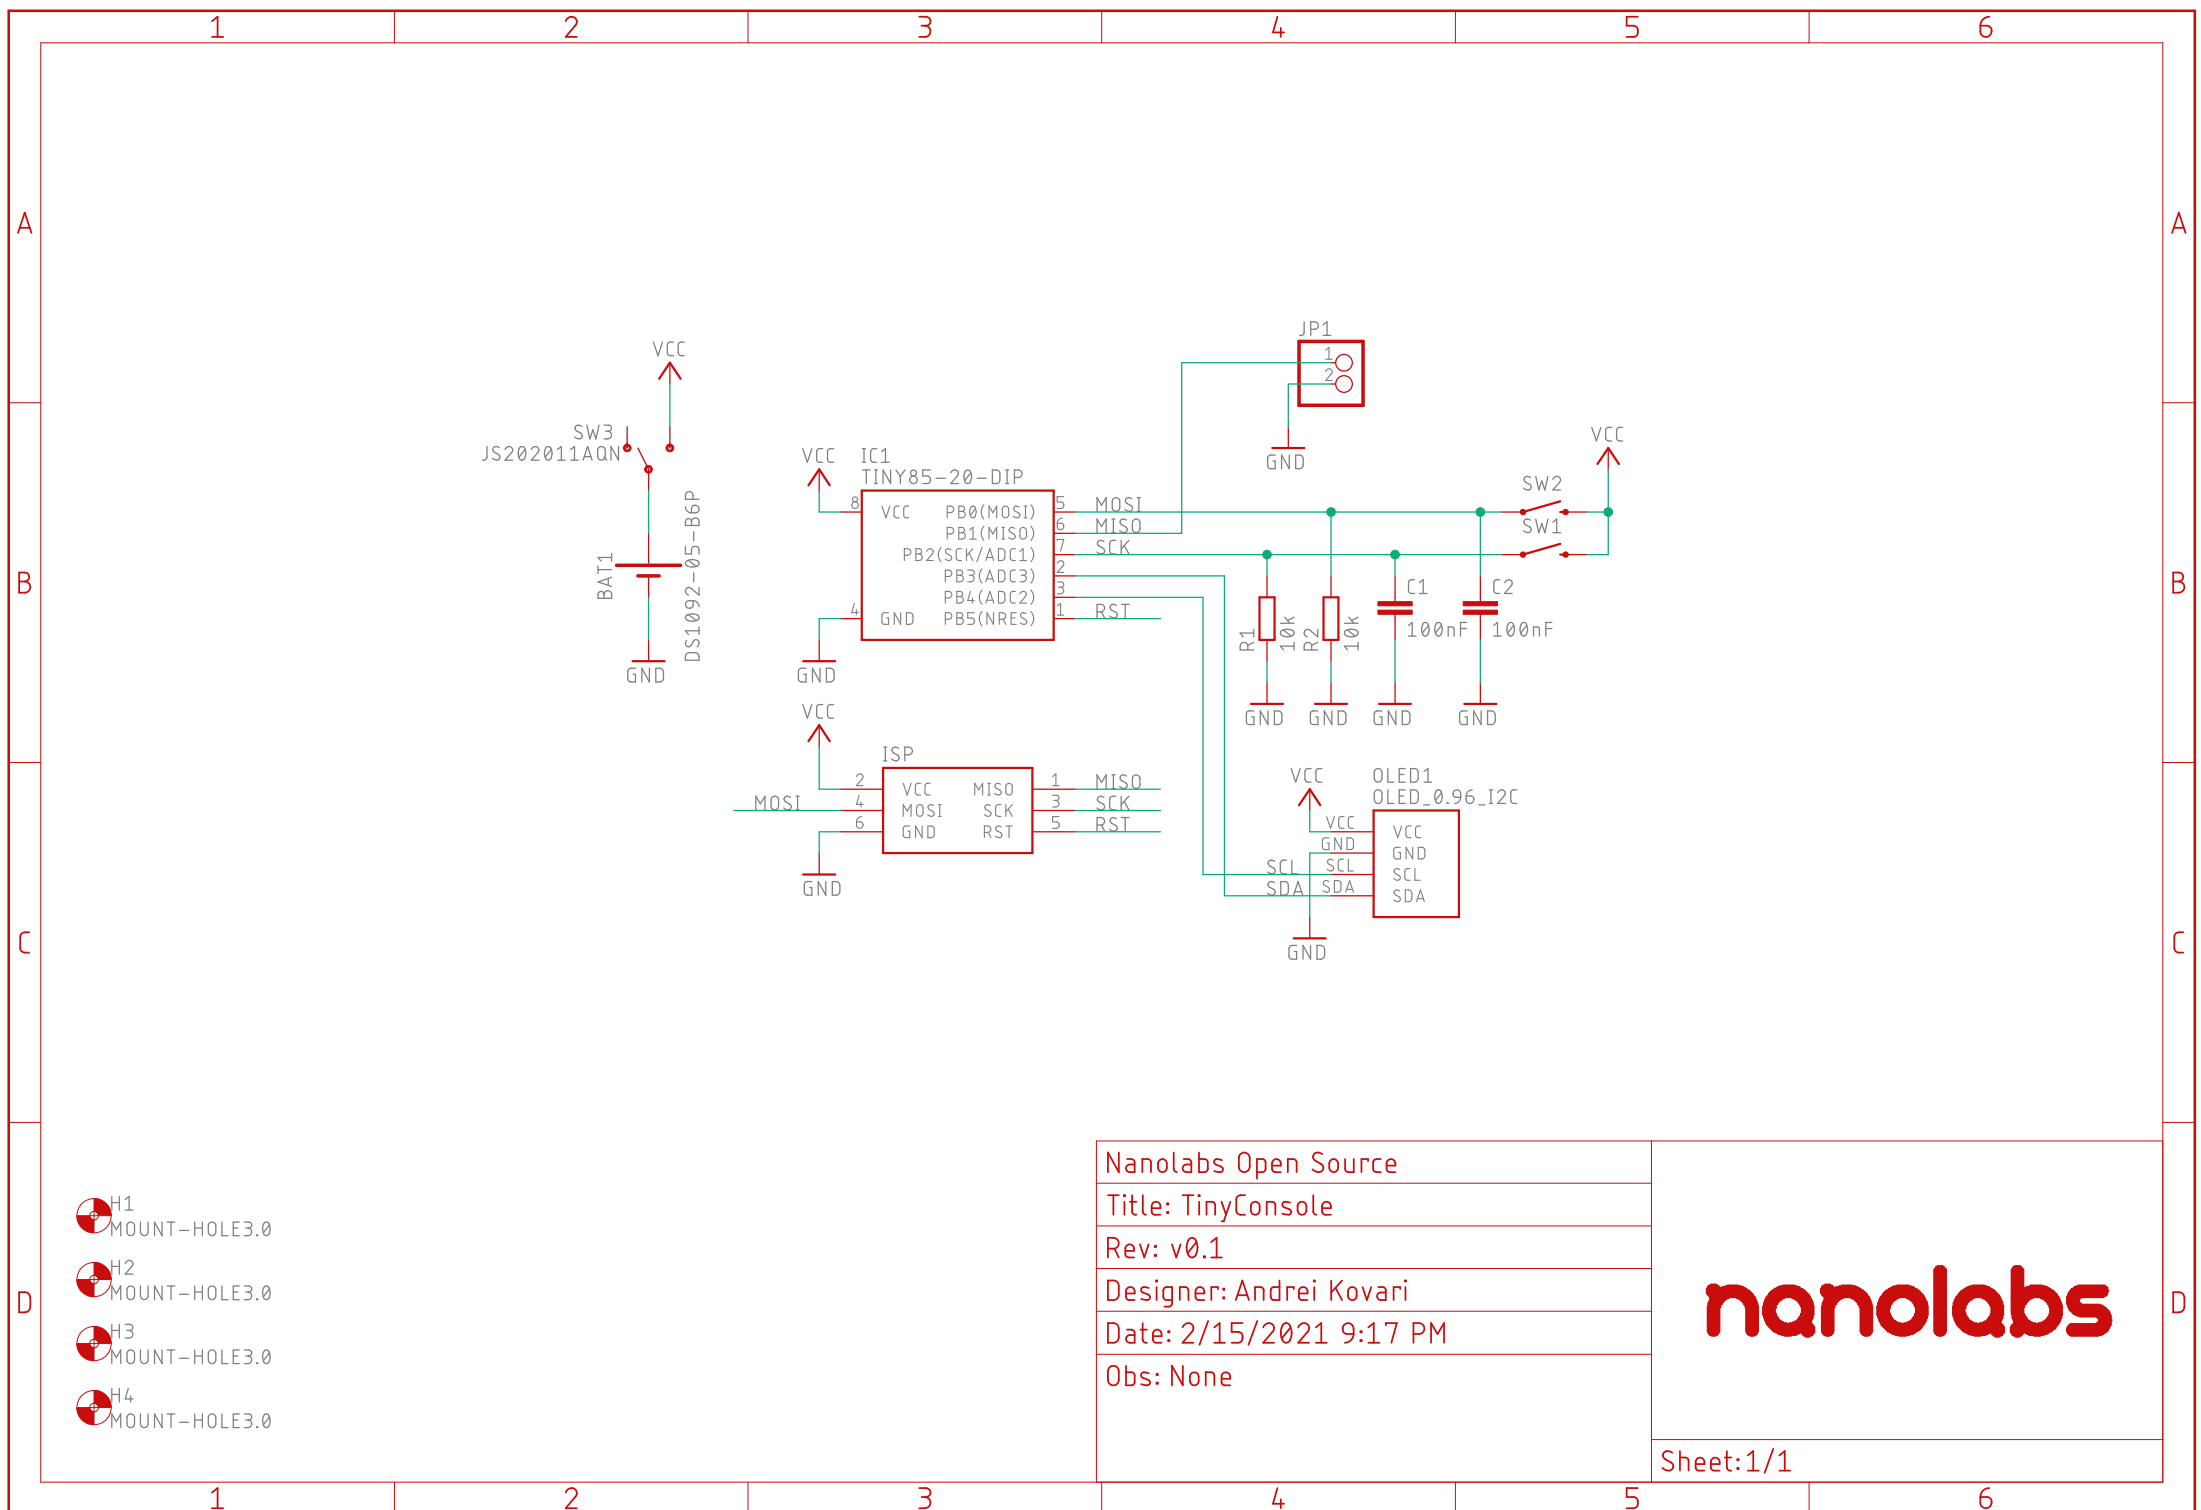 1 2 3 4 5 6
A A
B B
C C
D D
JP1
1
2
GND
VCC
SW3
JS202011AQN
BAT1
DS1092-05-B6P
GND
VCC
IC1
TINY85-20-DIP
8 VCC PB0(MOSI) 5 MOSI
PB1(MISO) 6 MISO
PB2(SCK/ADC1) 7 SCK
PB3(ADC3) 2
PB4(ADC2) 3
4 GND PB5(NRES) 1 RST
GND
VCC
SW2
SW1
R1 10k
R2 10k
C1
100nF
C2
100nF
GND GND GND GND
VCC
ISP
2 VCC MISO 1 MISO
MOSI 4 MOSI SCK 3 SCK
6 GND RST 5 RST
GND
VCC
OLED1
OLED_0.96_I2C
VCC VCC
GND GND
SCL SCL SCL
SDA SDA SDA
GND
H1
MOUNT-HOLE3.0
H2
MOUNT-HOLE3.0
H3
MOUNT-HOLE3.0
H4
MOUNT-HOLE3.0
Nanolabs Open Source
Title: TinyConsole
Rev: v0.1
Designer: Andrei Kovari
Date: 2/15/2021 9:17 PM
Obs: None
nanolabs
Sheet:1/1
1 2 3 4 5 6